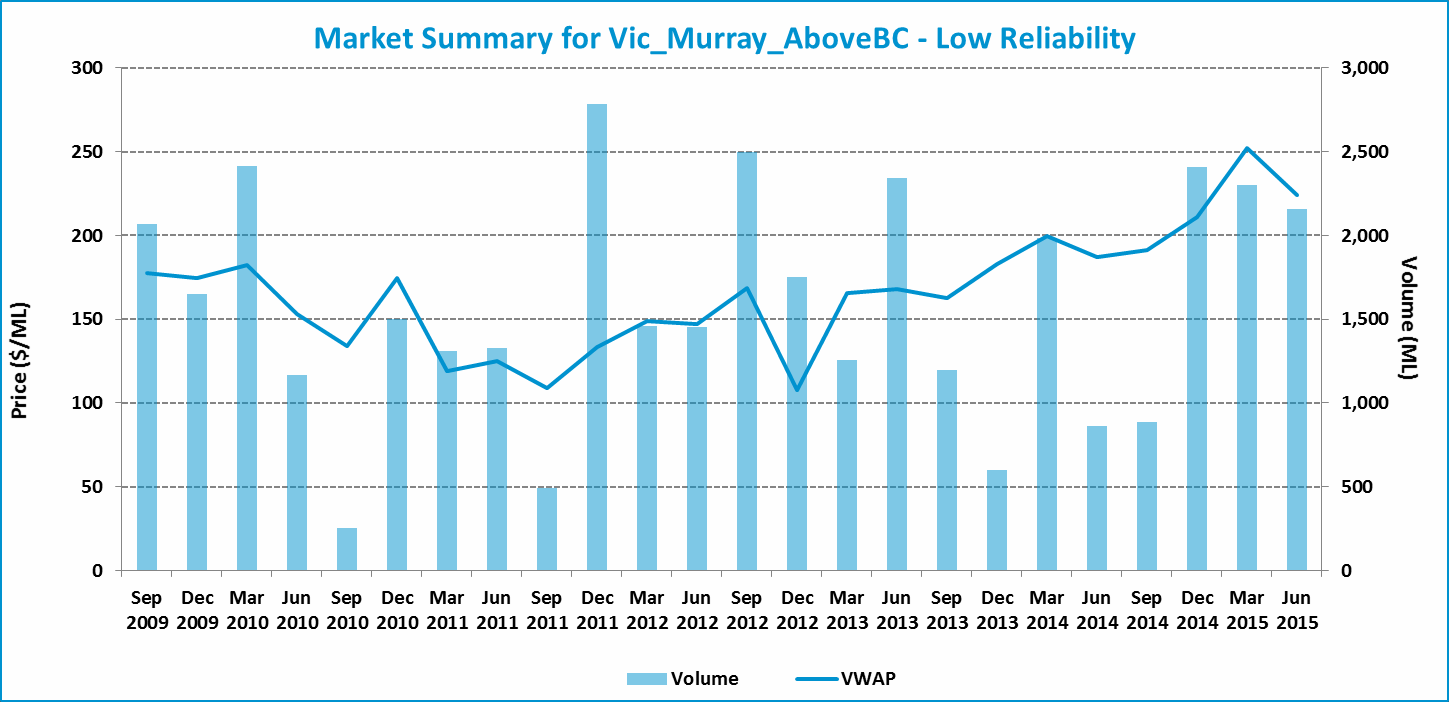 Market Summary for Vic_Murray_AboveBC - Low Reliability
300
250
200
150
100
50
0
Price ($/ML)
3,000
2,500
2,000
1,500
1,000
500
0
Volume (ML)
Sep Dec Mar Jun Sep Dec Mar Jun Sep Dec Mar Jun Sep Dec Mar Jun Sep Dec Mar Jun Sep Dec Mar Jun
2009 2009 2010 2010 2010 2010 2011 2011 2011 2011 2012 2012 2012 2012 2013 2013 2013 2013 2014 2014 2014 2014 2015 2015
Volume VWAP